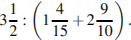 3 1/2 : (1 4/15 + 2 9/10).